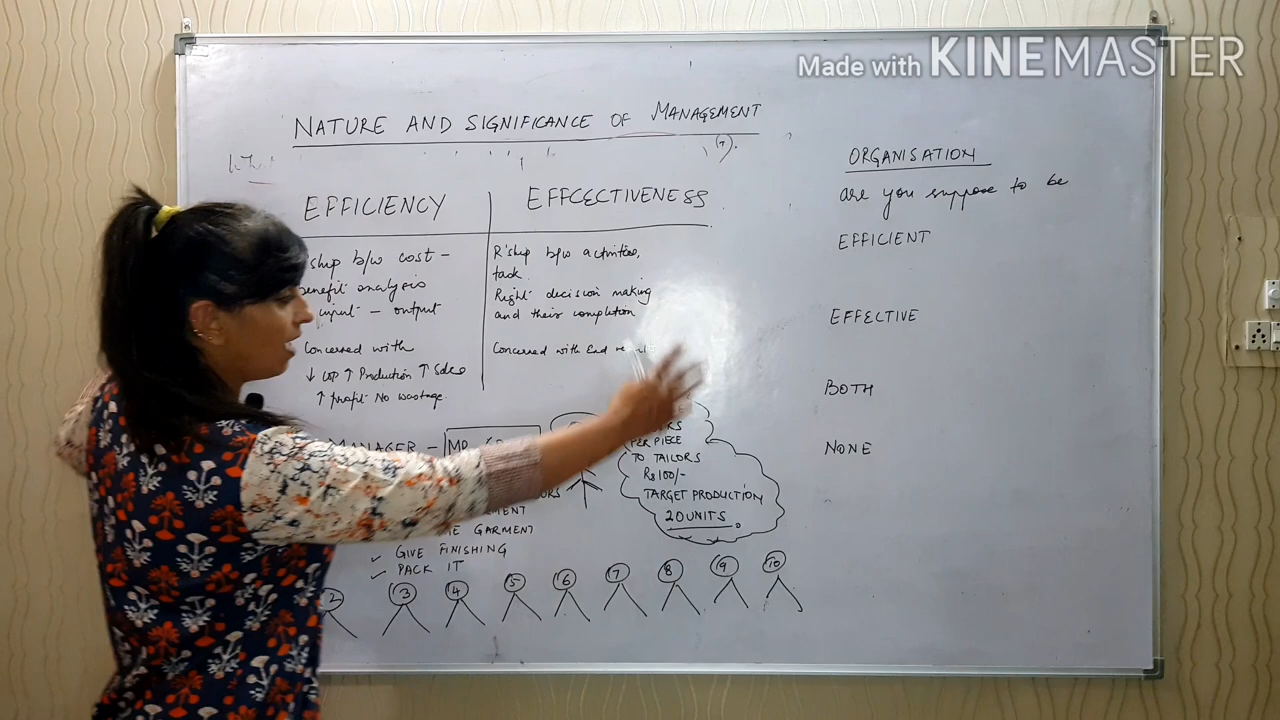 Made with KINEMASTER
NATURE AND SIGNIFICANCE OF MANAGEMENT
(T).
EFFICIENCY
'ship b/w cost -
benefit analysis
input - output
Concerned with
↓ COP ↑ Production ↑ Sales
↑ profit No wastage
EFFCECTIVENESS
R'ship b/w activities,
task
Right decision making
and their completion
Concerned with End
ORGANISATION
are you suppose to be
EFFICIENT
EFFECTIVE
BOTH
NONE
MANAGER - MR
GARMENT
✓ GIVE FINISHING
✓ PACK IT
PER PIECE
TO TAILORS
Rs 100/-
TARGET PRODUCTION
20 UNITS.
2 3 4 5 6 7 8 9 10